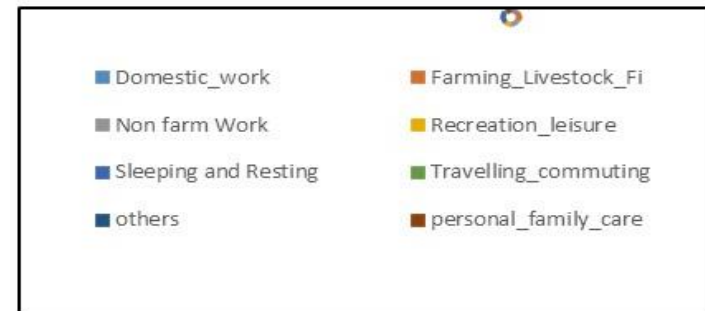 Domestic_work Farming_Livestock_Fi
Non farm Work Recreation_leisure
Sleeping and Resting Travelling_commuting
others personal_family_care